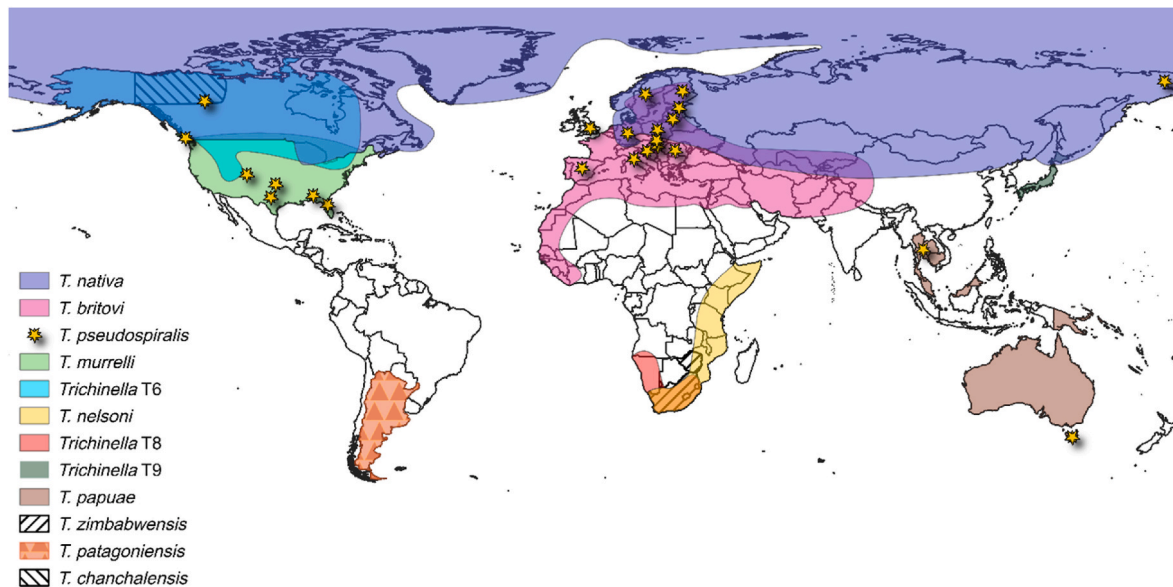 T. nativa
T. britovi
T. pseudospiralis
T. murrelli
Trichinella T6
T. nelsoni
Trichinella T8
Trichinella T9
T. papuae
T. zimbabwensis
T. patagoniensis
T. chanchalensis